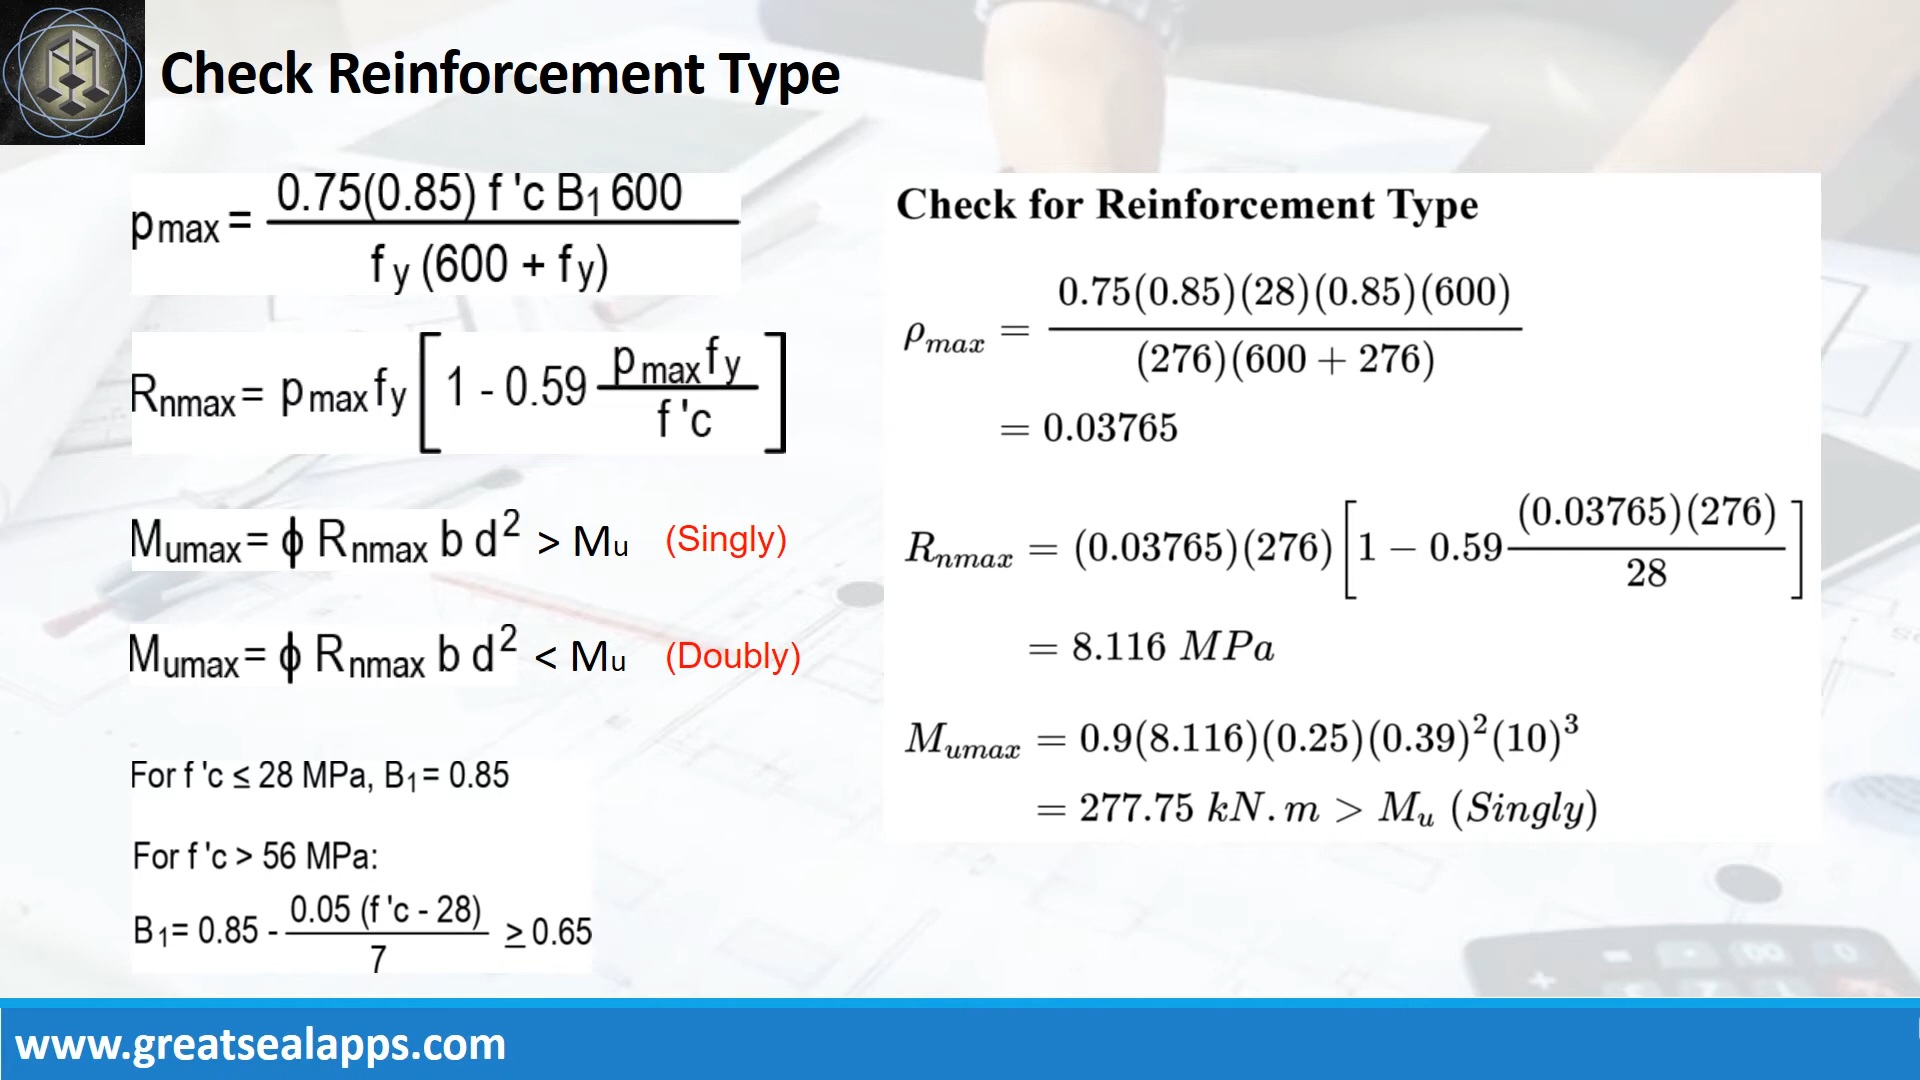 Check Reinforcement Type
pmax = 0.75(0.85) f 'c B1 600 / fy (600 + fy)
Rnmax = pmax fy [ 1 - 0.59 pmax fy / f 'c ]
Mumax = ϕ Rnmax b d² > Mu (Singly)
Mumax = ϕ Rnmax b d² < Mu (Doubly)
For f 'c ≤ 28 MPa, B1 = 0.85
For f 'c > 56 MPa:
B1 = 0.85 - 0.05 (f 'c - 28) / 7 ≥ 0.65
Check for Reinforcement Type
ρmax = 0.75(0.85)(28)(0.85)(600) / (276)(600 + 276)
= 0.03765
Rnmax = (0.03765)(276) [ 1 − 0.59 (0.03765)(276) / 28 ]
= 8.116 MPa
Mumax = 0.9(8.116)(0.25)(0.39)²(10)³
= 277.75 kN.m > Mu (Singly)
www.greatsealapps.com